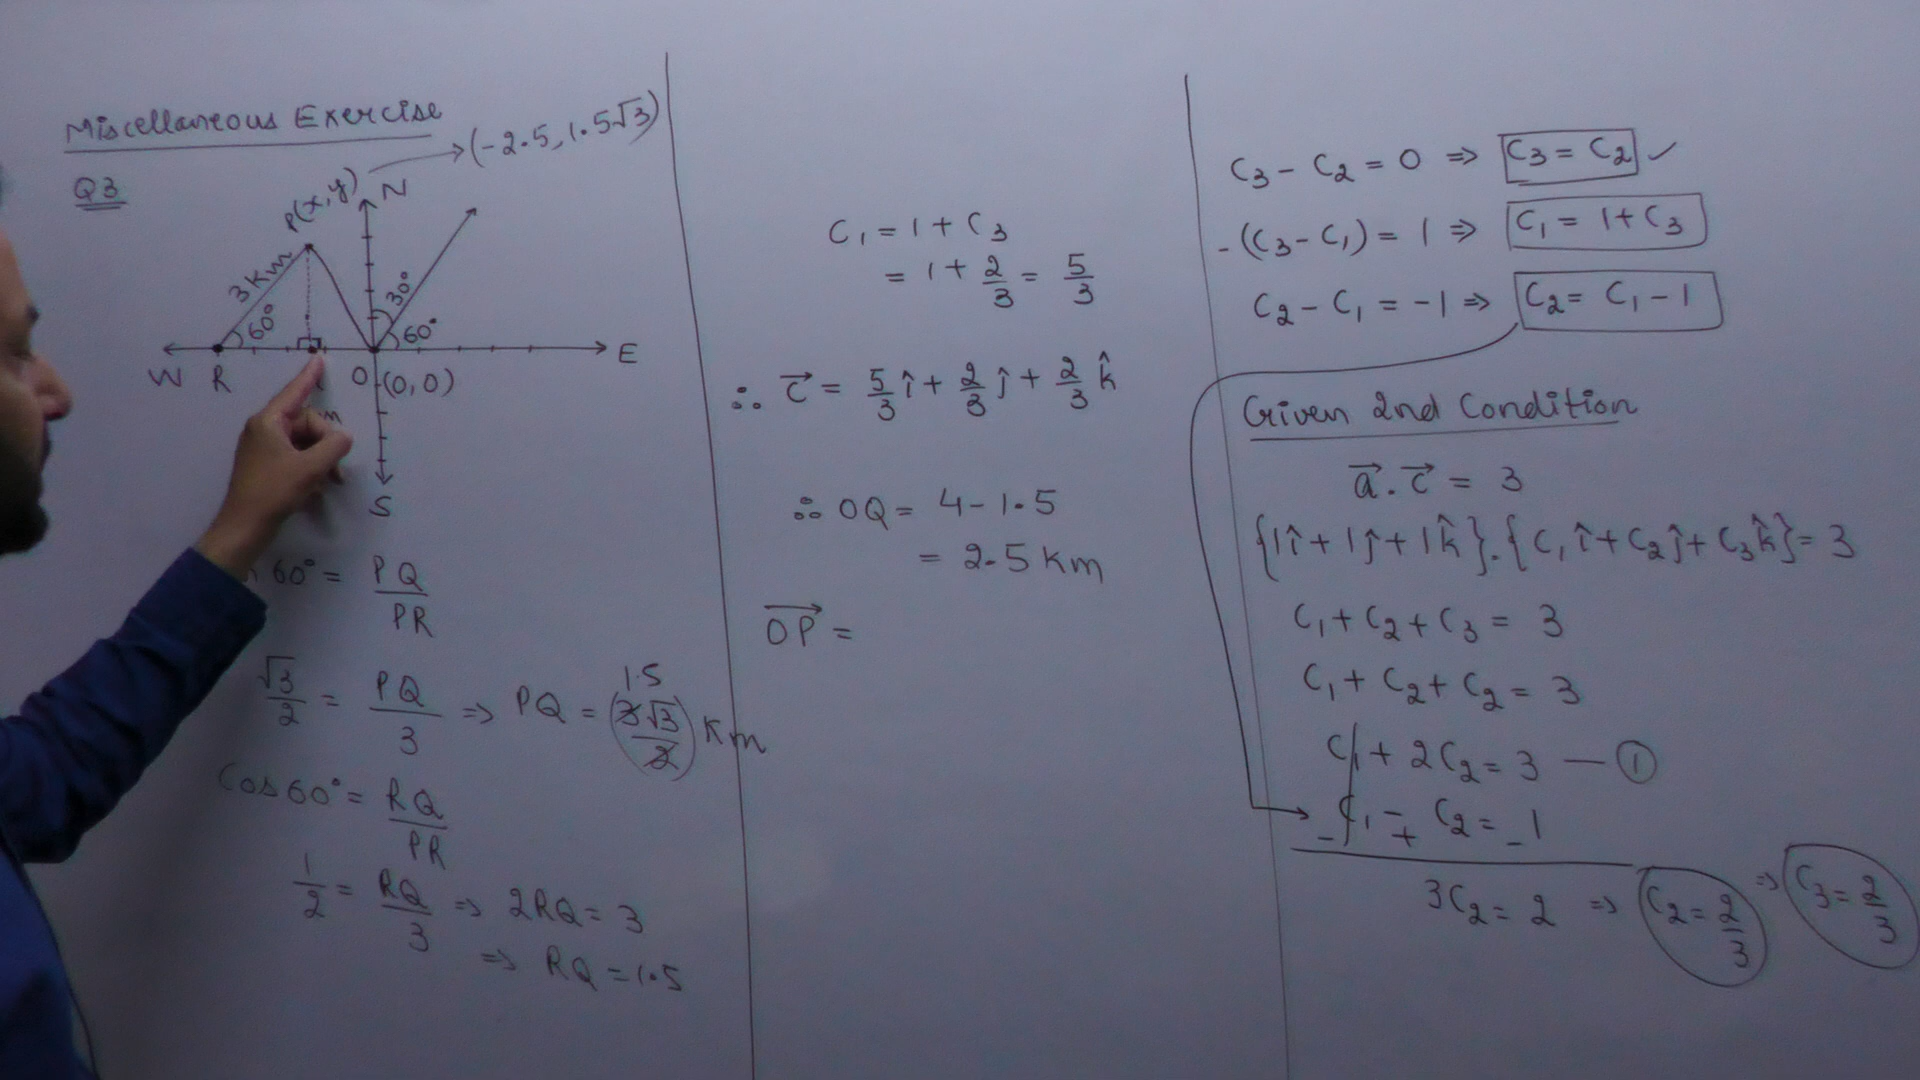 Miscellaneous Exercise
Q3
P(x,y) → (-2.5, 1.5√3)
N
3 Km
60°
30°
60°
W R O (0,0) E
m
S
60° = PQ/PR
√3/2 = PQ/3 ⇒ PQ = (3√3/2) Km
1.5
Cos 60° = RQ/PR
1/2 = RQ/3 ⇒ 2RQ = 3
⇒ RQ = 1.5
C₁ = 1 + C₃
= 1 + 2/3 = 5/3
∴ c⃗ = 5/3 î + 2/3 ĵ + 2/3 k̂
∴ OQ = 4 - 1.5
= 2.5 Km
OP⃗ =
C₃ - C₂ = 0 ⇒ C₃ = C₂ ✓
-(C₃ - C₁) = 1 ⇒ C₁ = 1 + C₃
C₂ - C₁ = -1 ⇒ C₂ = C₁ - 1
Given 2nd Condition
a⃗ . c⃗ = 3
{1î + 1ĵ + 1k̂}.{C₁î + C₂ĵ + C₃k̂} = 3
C₁ + C₂ + C₃ = 3
C₁ + C₂ + C₂ = 3
C₁ + 2C₂ = 3 — ①
C₁ - C₂ = 1
- + -
3C₂ = 2 ⇒ C₂ = 2/3 ⇒ C₃ = 2/3